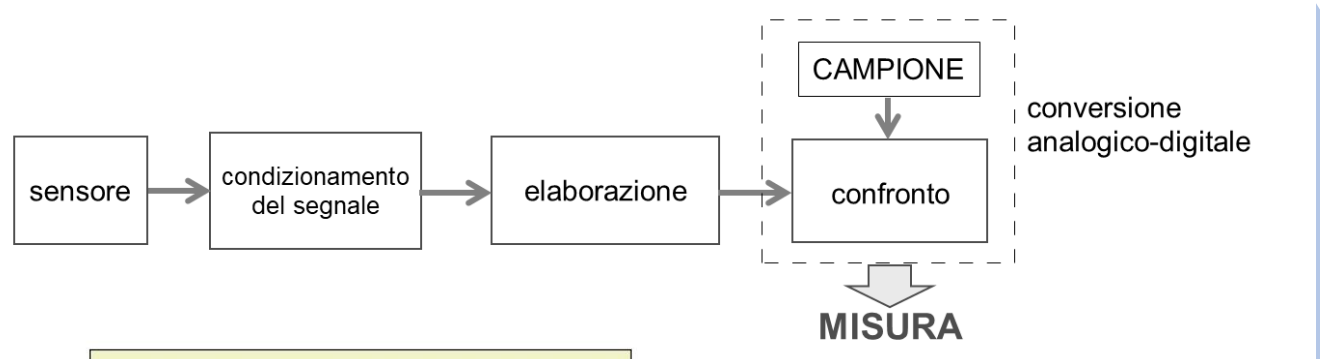 CAMPIONE
conversione
analogico-digitale
sensore
condizionamento
del segnale
elaborazione
confronto
MISURA